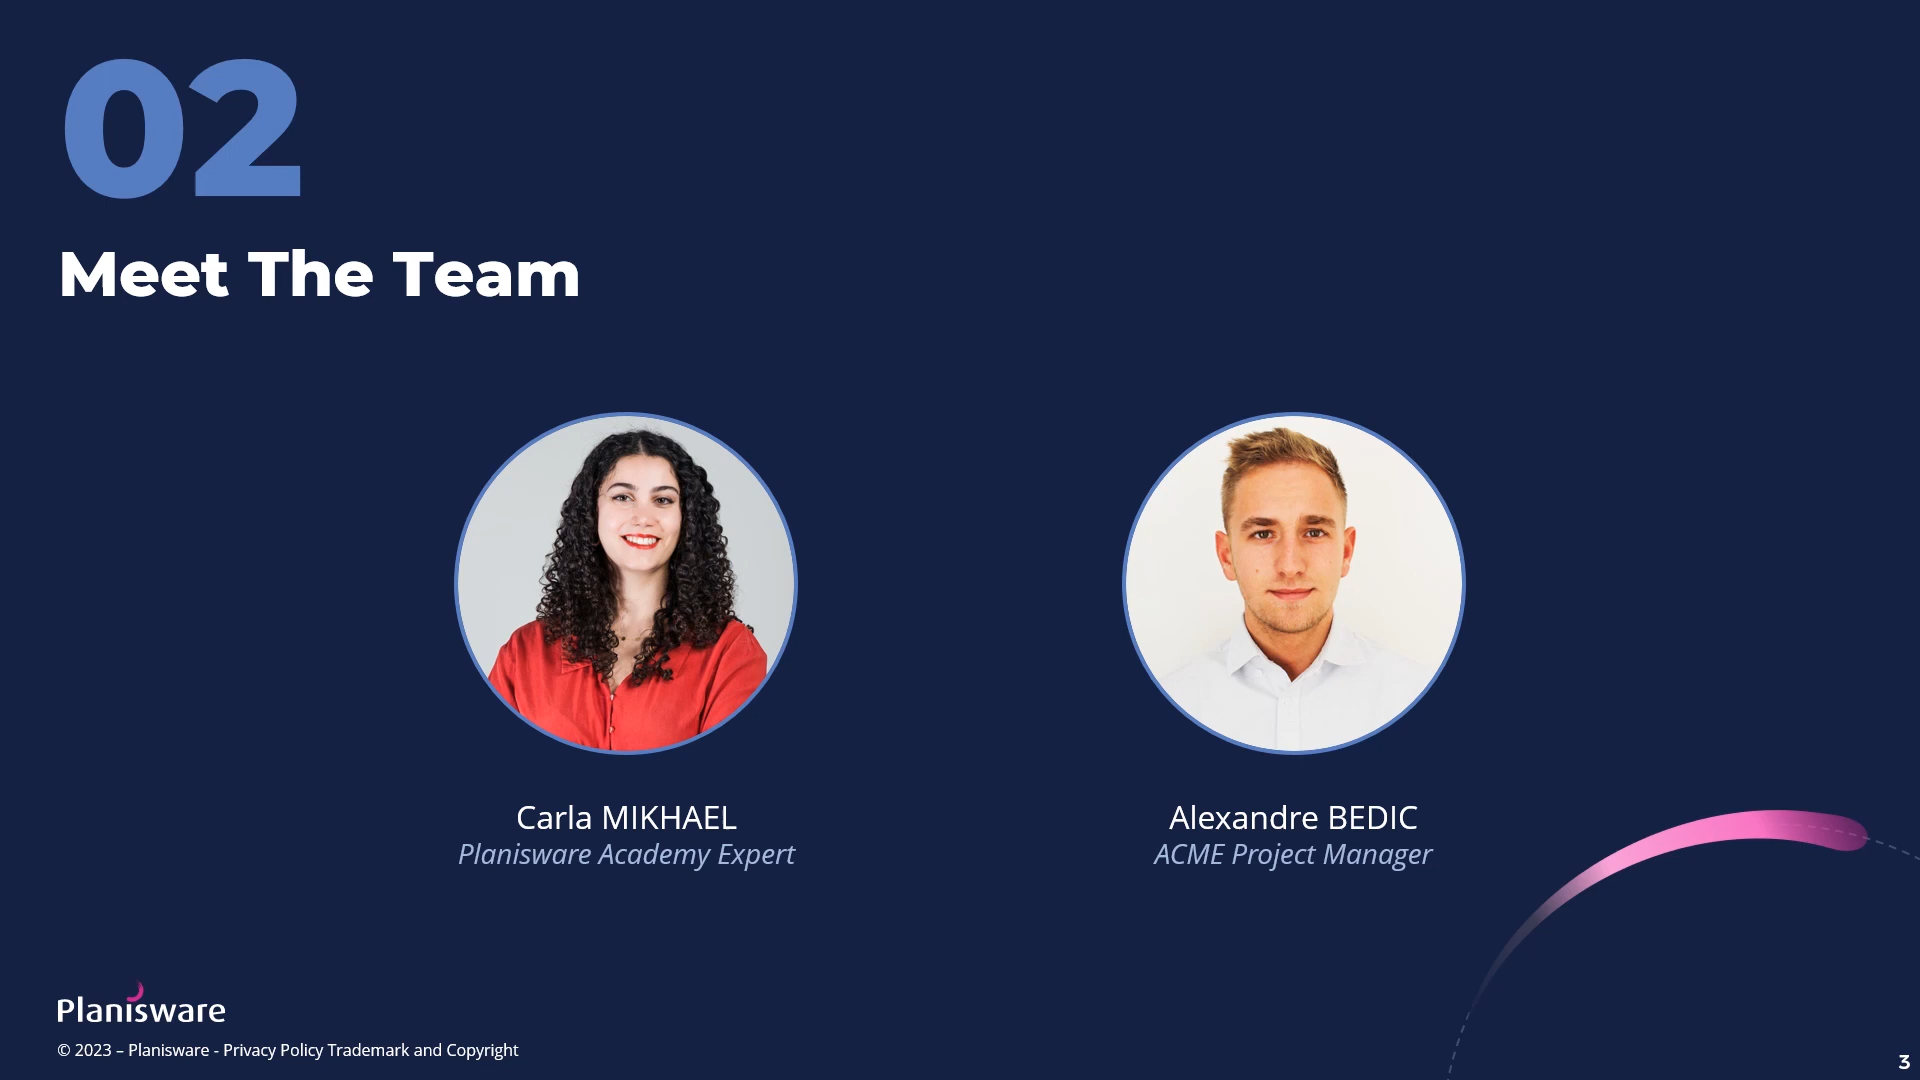 02
Meet The Team
Carla MIKHAEL
Planisware Academy Expert
Alexandre BEDIC
ACME Project Manager
Planisware
© 2023 – Planisware - Privacy Policy Trademark and Copyright
3